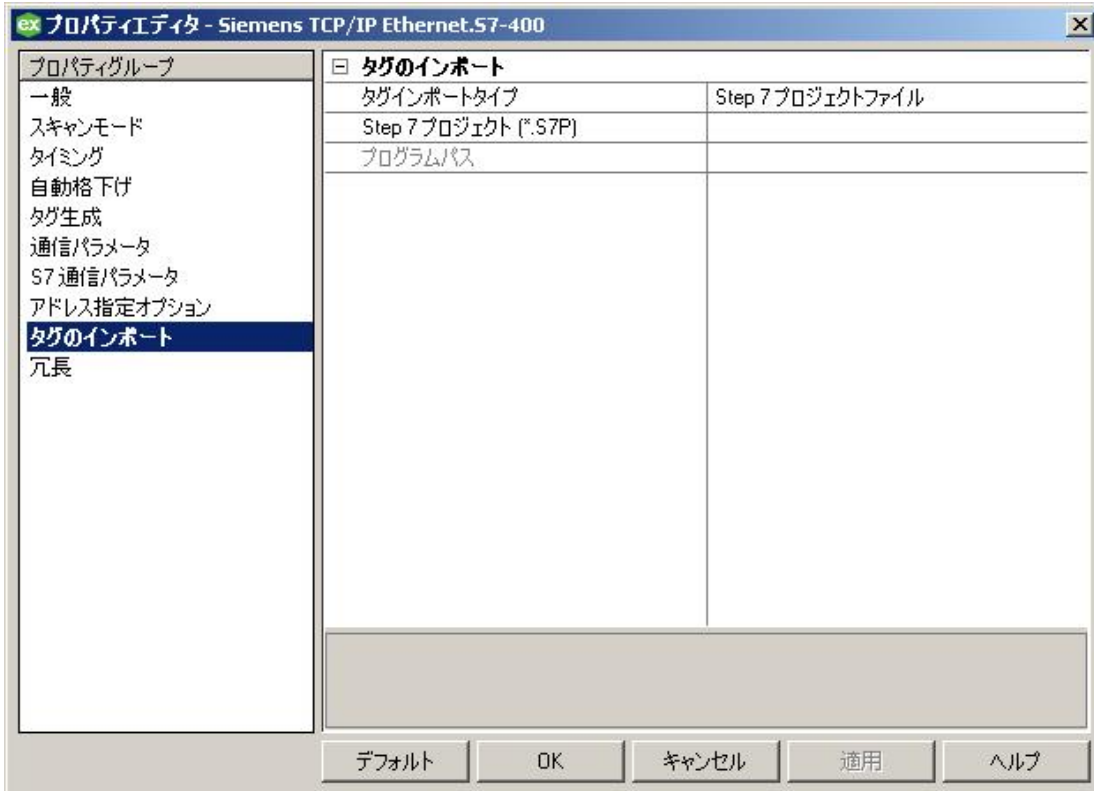 ex プロパティエディタ - Siemens TCP/IP Ethernet.S7-400
プロパティグループ
一般
スキャンモード
タイミング
自動格下げ
タグ生成
通信パラメータ
S7 通信パラメータ
アドレス指定オプション
タグのインポート
冗長
タグのインポート
タグインポートタイプ Step 7 プロジェクトファイル
Step 7 プロジェクト (*.S7P)
プログラムパス
デフォルト OK キャンセル 適用 ヘルプ